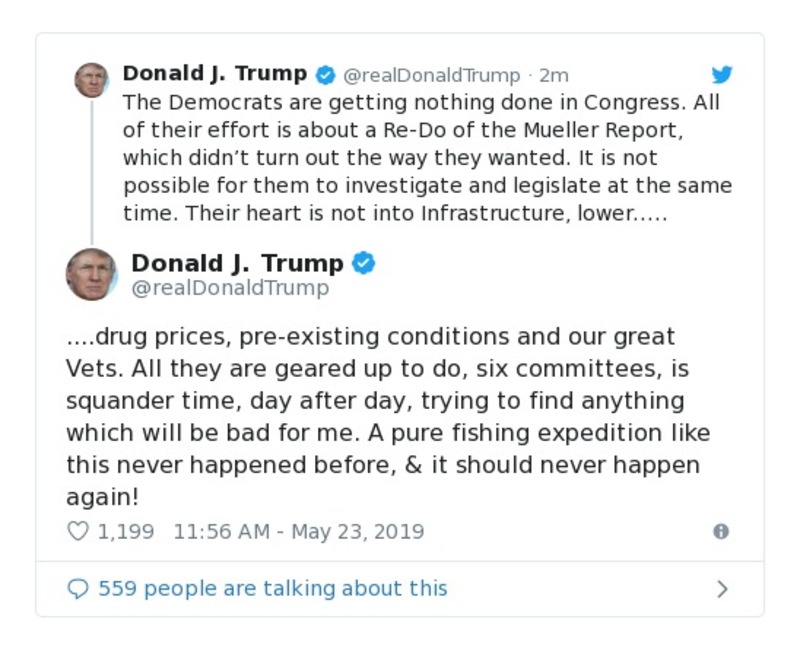 Donald J. Trump @realDonaldTrump · 2m
The Democrats are getting nothing done in Congress. All
of their effort is about a Re-Do of the Mueller Report,
which didn’t turn out the way they wanted. It is not
possible for them to investigate and legislate at the same
time. Their heart is not into Infrastructure, lower.....
Donald J. Trump
@realDonaldTrump
....drug prices, pre-existing conditions and our great
Vets. All they are geared up to do, six committees, is
squander time, day after day, trying to find anything
which will be bad for me. A pure fishing expedition like
this never happened before, & it should never happen
again!
1,199 11:56 AM - May 23, 2019
559 people are talking about this